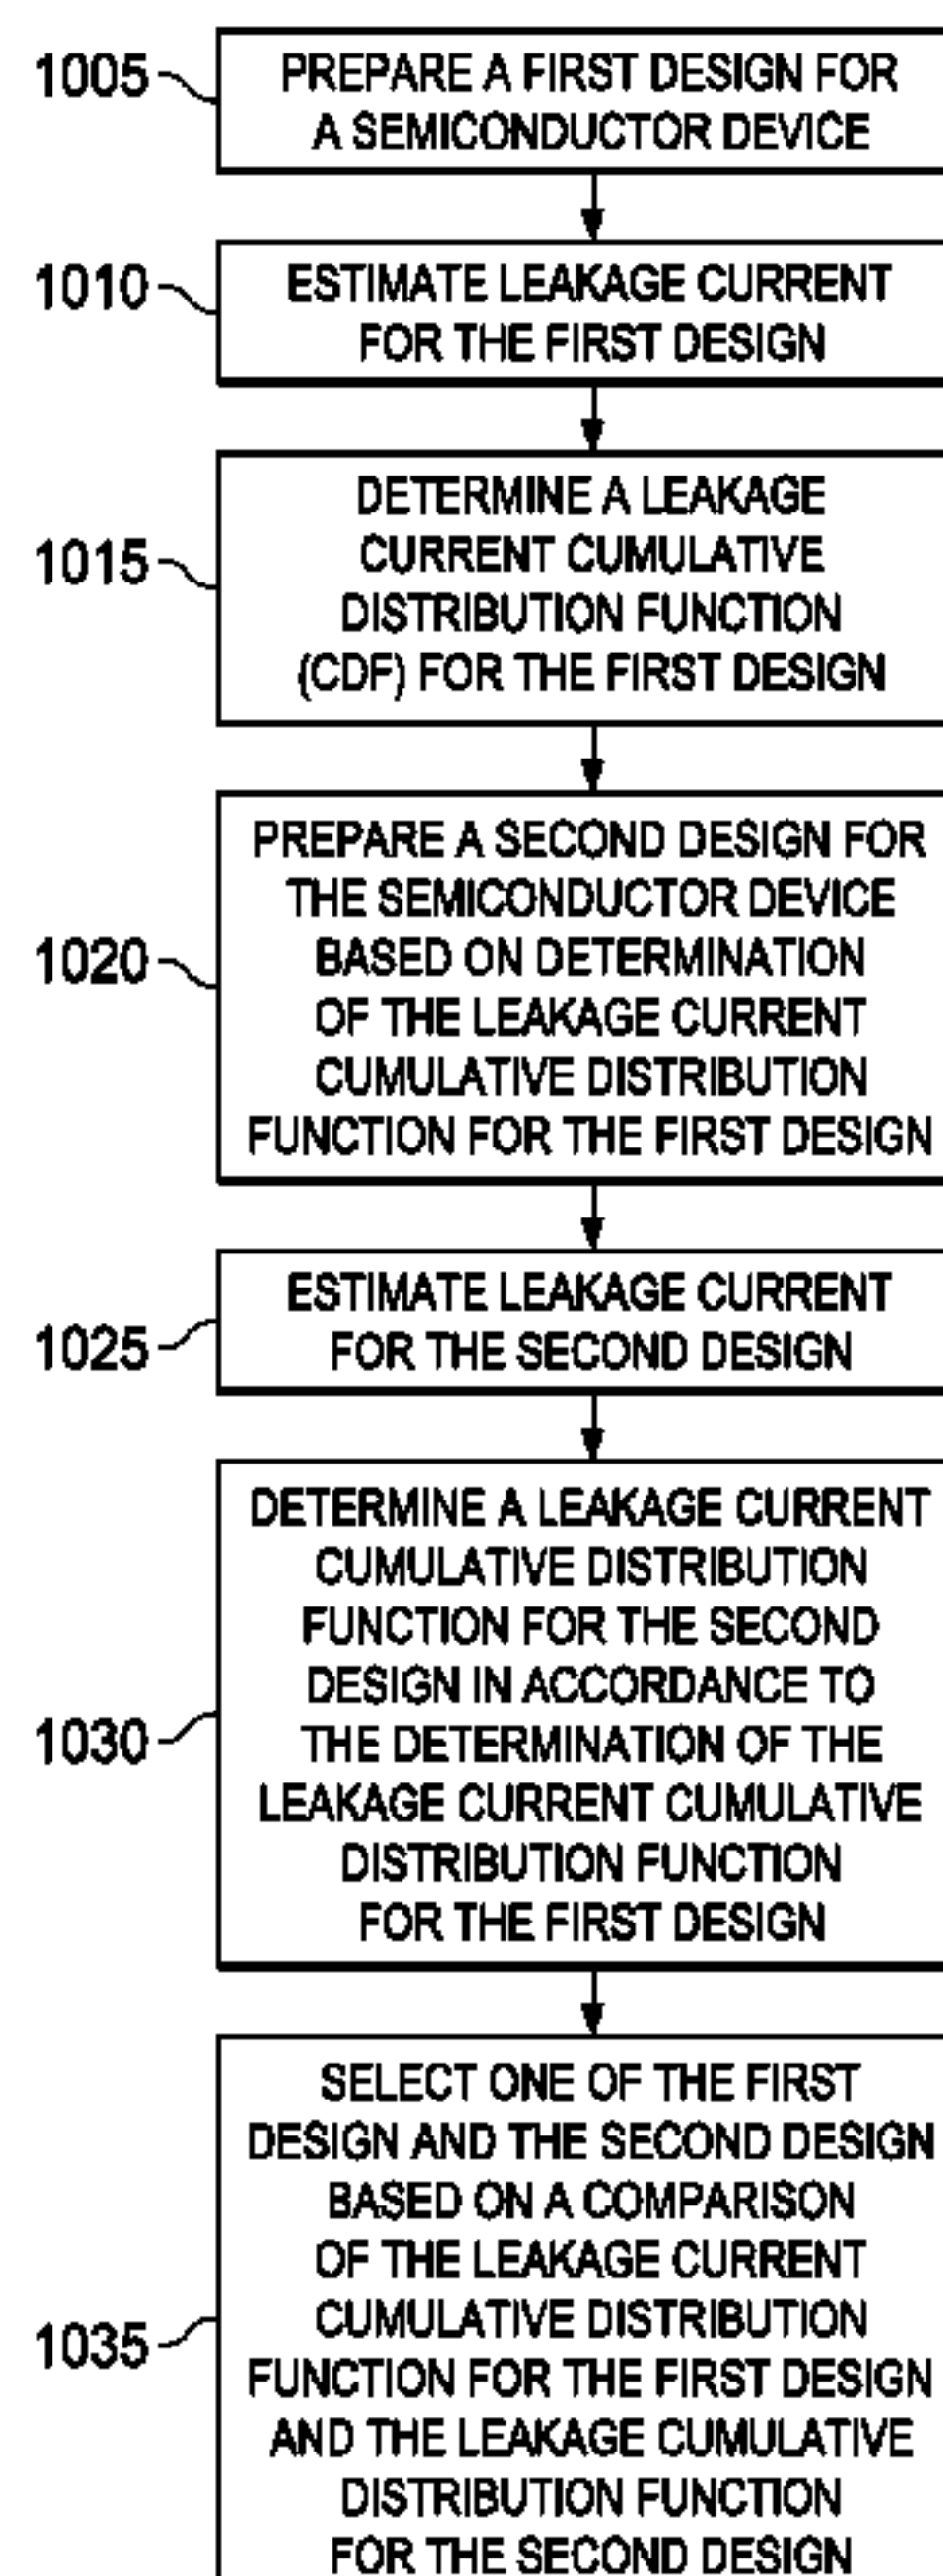 1005
PREPARE A FIRST DESIGN FOR
A SEMICONDUCTOR DEVICE
1010
ESTIMATE LEAKAGE CURRENT
FOR THE FIRST DESIGN
1015
DETERMINE A LEAKAGE
CURRENT CUMULATIVE
DISTRIBUTION FUNCTION
(CDF) FOR THE FIRST DESIGN
1020
PREPARE A SECOND DESIGN FOR
THE SEMICONDUCTOR DEVICE
BASED ON DETERMINATION
OF THE LEAKAGE CURRENT
CUMULATIVE DISTRIBUTION
FUNCTION FOR THE FIRST DESIGN
1025
ESTIMATE LEAKAGE CURRENT
FOR THE SECOND DESIGN
1030
DETERMINE A LEAKAGE CURRENT
CUMULATIVE DISTRIBUTION
FUNCTION FOR THE SECOND
DESIGN IN ACCORDANCE TO
THE DETERMINATION OF THE
LEAKAGE CURRENT CUMULATIVE
DISTRIBUTION FUNCTION
FOR THE FIRST DESIGN
1035
SELECT ONE OF THE FIRST
DESIGN AND THE SECOND DESIGN
BASED ON A COMPARISON
OF THE LEAKAGE CURRENT
CUMULATIVE DISTRIBUTION
FUNCTION FOR THE FIRST DESIGN
AND THE LEAKAGE CUMULATIVE
DISTRIBUTION FUNCTION
FOR THE SECOND DESIGN